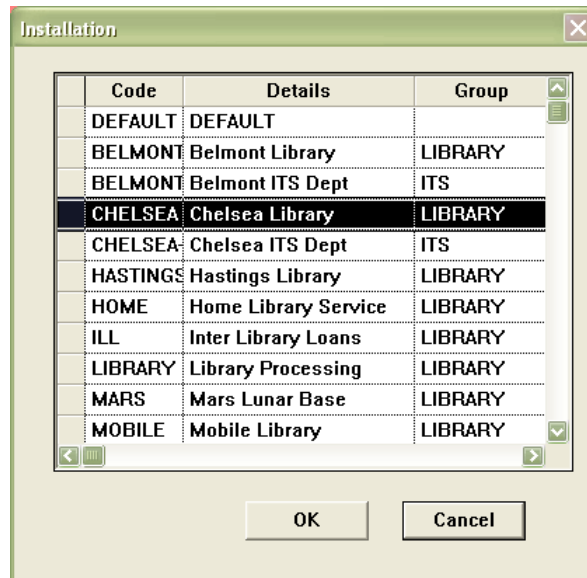 Installation
Code Details Group
DEFAULT DEFAULT
BELMONT Belmont Library LIBRARY
BELMONT Belmont ITS Dept ITS
CHELSEA Chelsea Library LIBRARY
CHELSEA- Chelsea ITS Dept ITS
HASTINGS Hastings Library LIBRARY
HOME Home Library Service LIBRARY
ILL Inter Library Loans LIBRARY
LIBRARY Library Processing LIBRARY
MARS Mars Lunar Base LIBRARY
MOBILE Mobile Library LIBRARY
OK Cancel